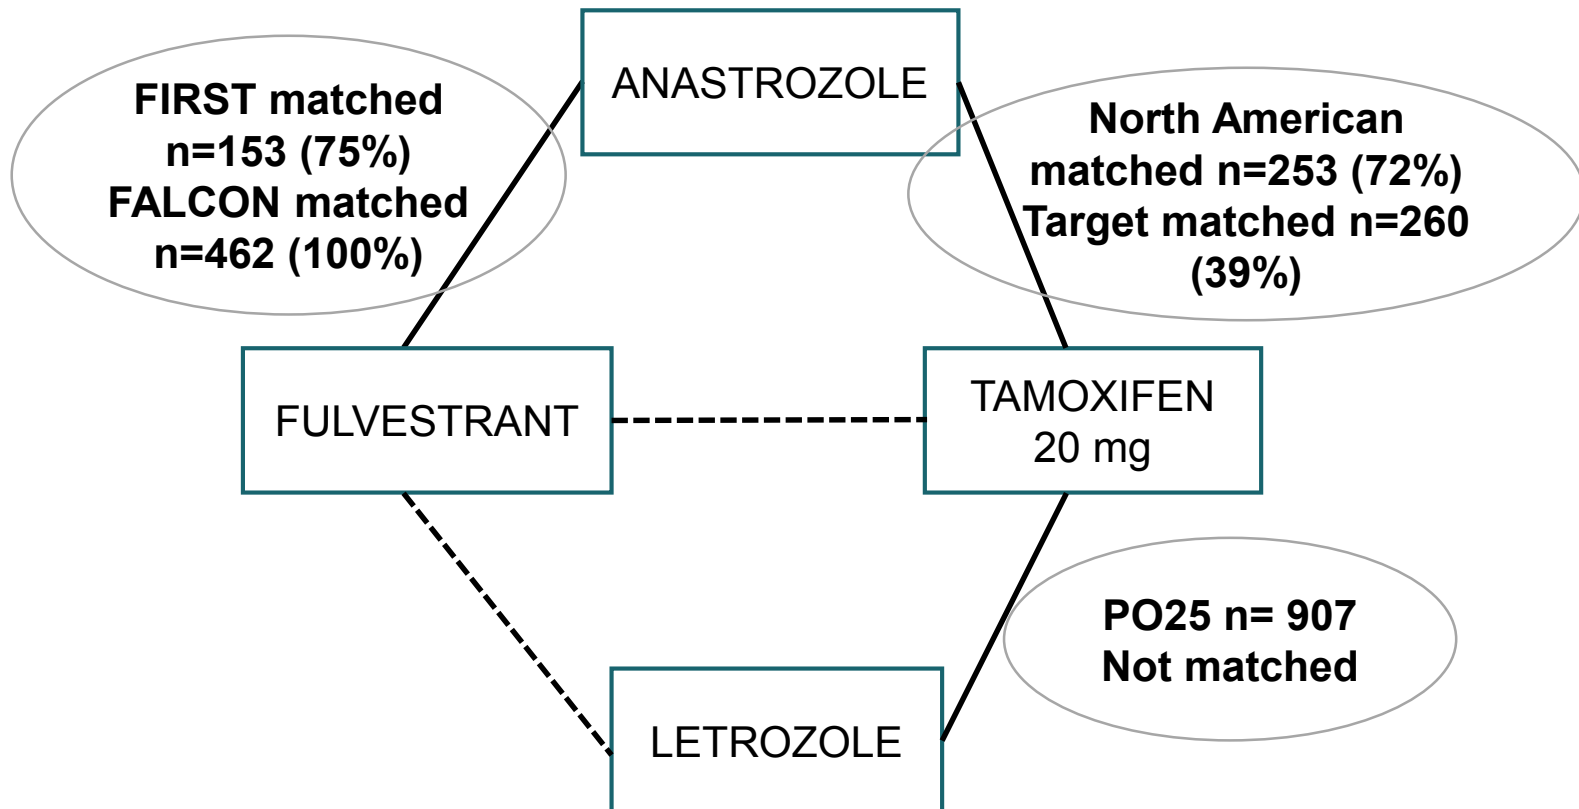 ANASTROZOLE
FIRST matched
n=153 (75%)
FALCON matched
n=462 (100%)
North American
matched n=253 (72%)
Target matched n=260
(39%)
FULVESTRANT
TAMOXIFEN
20 mg
PO25 n= 907
Not matched
LETROZOLE